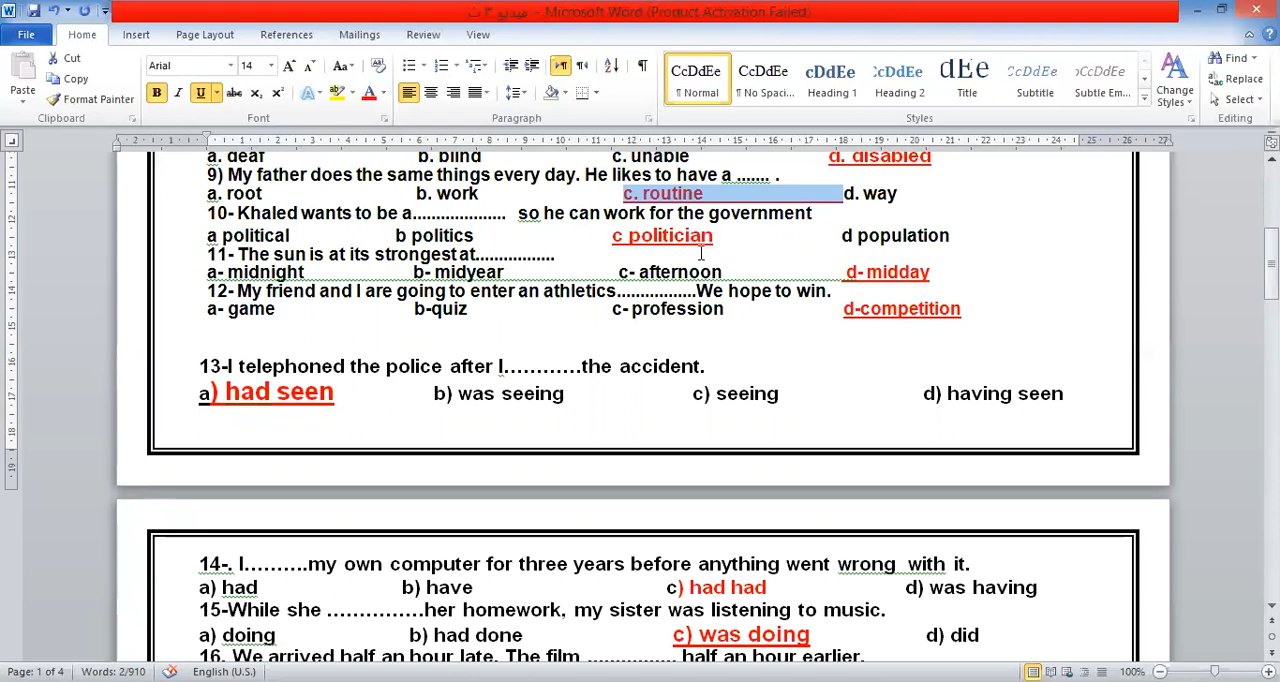 فيديو ٣ ث - Microsoft Word (Product Activation Failed)
File Home Insert Page Layout References Mailings Review View
Cut
Copy
Format Painter
Paste
Clipboard
Arial 14
Font
Paragraph
CcDdEe CcDdEe cDdEe CcDdEe dEe CcDdEe cCcDdEe
¶ Normal ¶ No Spaci... Heading 1 Heading 2 Title Subtitle Subtle Em...
Change Styles
Styles
Find
Replace
Select
Editing
a. deaf b. blind c. unable d. disabled
9) My father does the same things every day. He likes to have a ....... .
a. root b. work c. routine d. way
10- Khaled wants to be a................... so he can work for the government
a political b politics c politician d population
11- The sun is at its strongest at................
a- midnight b- midyear c- afternoon d- midday
12- My friend and I are going to enter an athletics................We hope to win.
a- game b-quiz c- profession d-competition
13-I telephoned the police after I…………the accident.
a) had seen b) was seeing c) seeing d) having seen
14-. I……….my own computer for three years before anything went wrong with it.
a) had b) have c) had had d) was having
15-While she ……………her homework, my sister was listening to music.
a) doing b) had done c) was doing d) did
16. We arrived half an hour late. The film ............... half an hour earlier.
Page: 1 of 4 Words: 2/910 English (U.S.) 100%